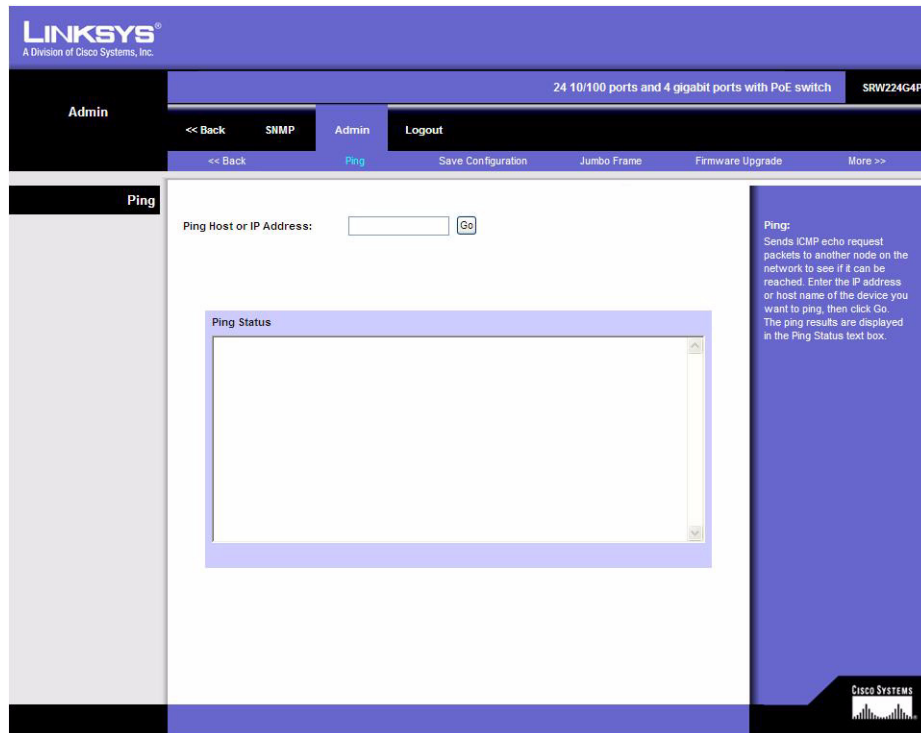 LINKSYS®
A Division of Cisco Systems, Inc.
24 10/100 ports and 4 gigabit ports with PoE switch
SRW224G4P
Admin
<< Back
SNMP
Admin
Logout
<< Back
Ping
Save Configuration
Jumbo Frame
Firmware Upgrade
More >>
Ping
Ping Host or IP Address:
Go
Ping Status
Ping:
Sends ICMP echo request
packets to another node on the
network to see if it can be
reached. Enter the IP address
or host name of the device you
want to ping, then click Go.
The ping results are displayed
in the Ping Status text box.
CISCO SYSTEMS